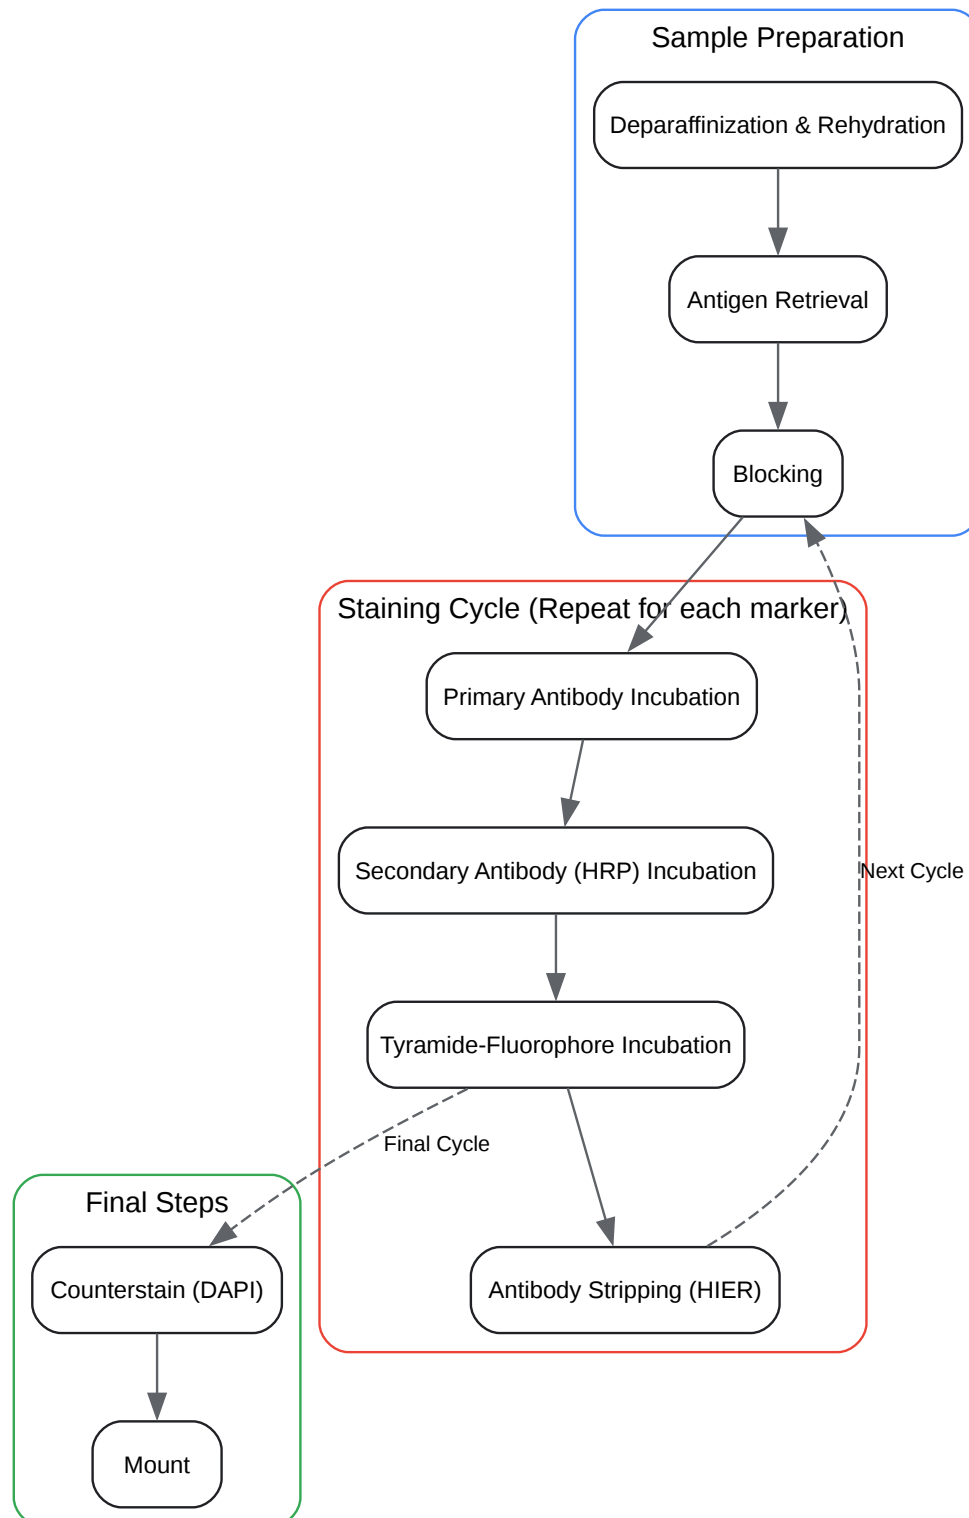 Sample Preparation
Deparaffinization & Rehydration
Antigen Retrieval
Blocking
Staining Cycle (Repeat for each marker)
Primary Antibody Incubation
Secondary Antibody (HRP) Incubation
Next Cycle
Tyramide-Fluorophore Incubation
Final Cycle
Final Steps
Counterstain (DAPI)
Antibody Stripping (HIER)
Mount